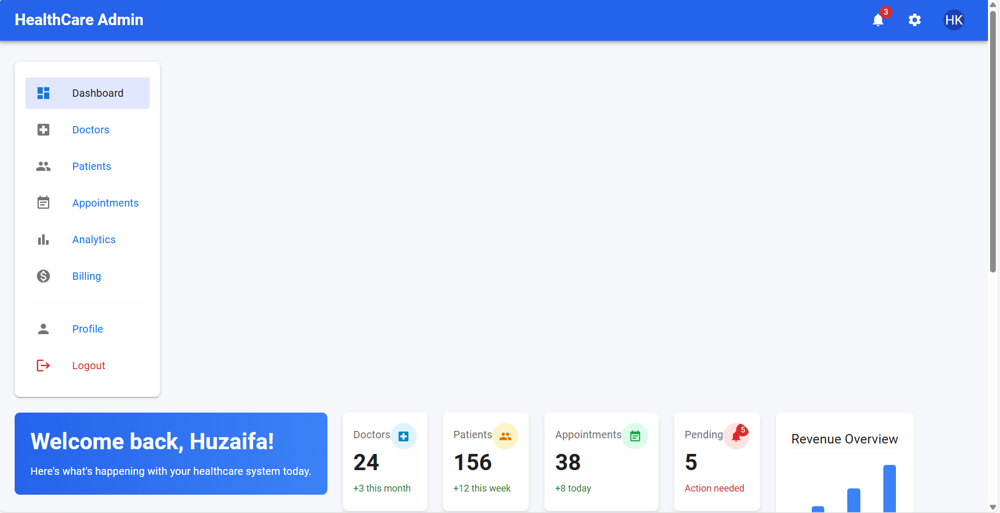 HealthCare Admin
3
HK
Dashboard
Doctors
Patients
Appointments
Analytics
Billing
Profile
Logout
Welcome back, Huzaifa!
Here's what's happening with your healthcare system today.
Doctors
24
+3 this month
Patients
156
+12 this week
Appointments
38
+8 today
Pending
5
5
Action needed
Revenue Overview